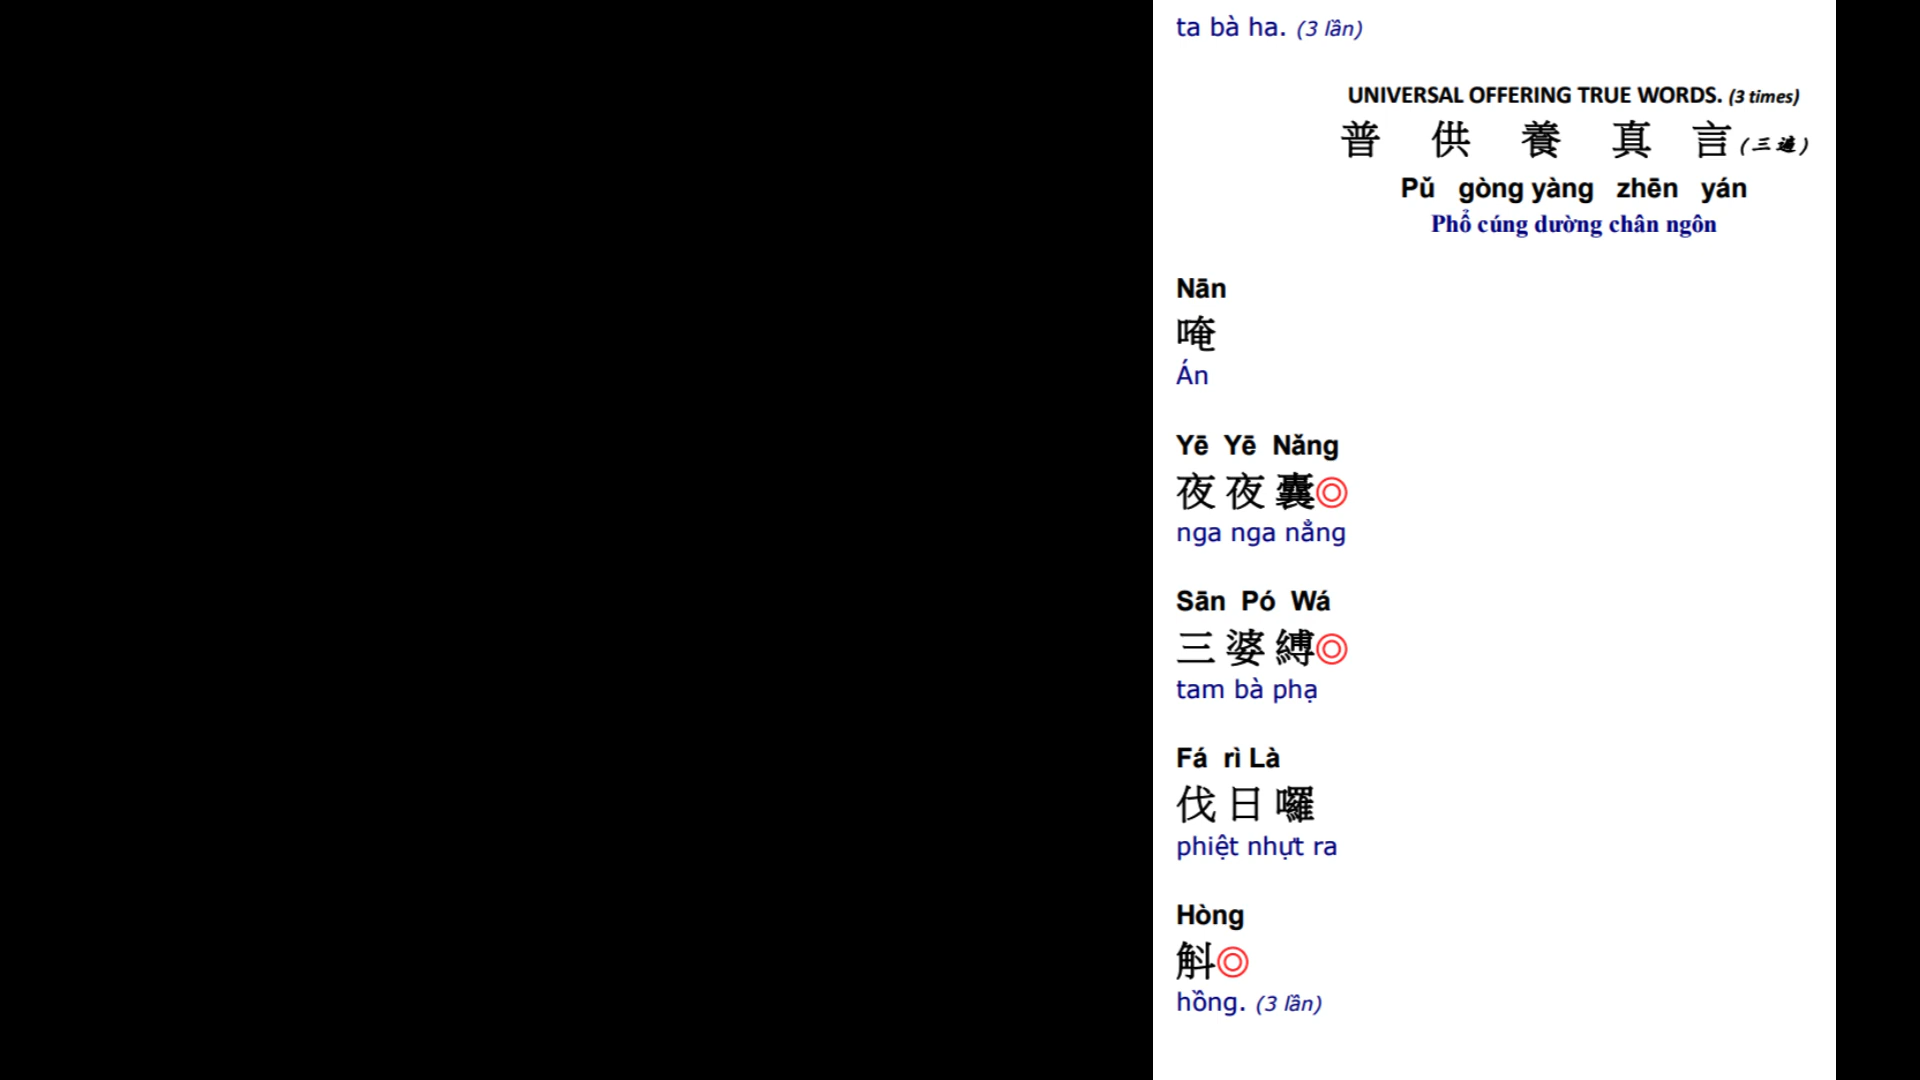 ta bà ha. (3 lần)
UNIVERSAL OFFERING TRUE WORDS. (3 times)
普 供 養 真 言 (三遍)
Pǔ gòng yàng zhēn yán
Phổ cúng dường chân ngôn
Nān
唵
Án
Yē Yē Nǎng
夜 夜 曩◎
nga nga nẳng
Sān Pó Wá
三 婆 縛◎
tam bà phạ
Fá rì Là
伐 日 囉
phiệt nhựt ra
Hòng
斛◎
hồng. (3 lần)